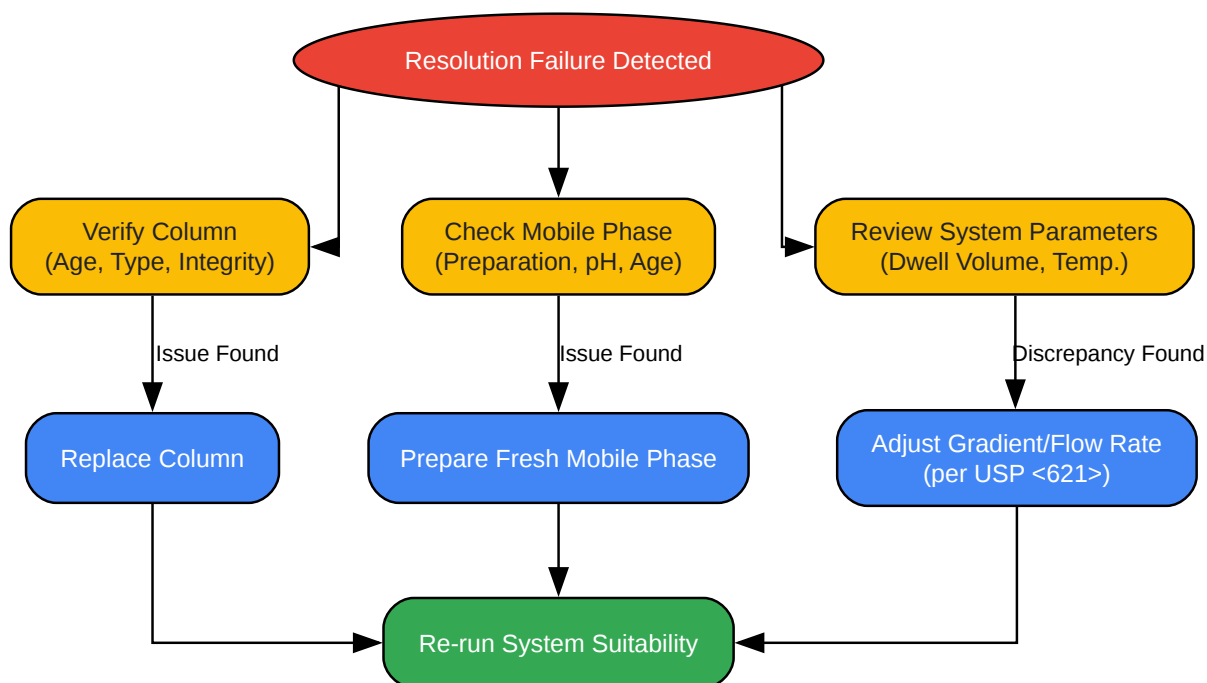 Resolution Failure Detected
Verify Column
(Age, Type, Integrity)
Check Mobile Phase
(Preparation, pH, Age)
Review System Parameters
(Dwell Volume, Temp.)
Issue Found
Issue Found
Discrepancy Found
Replace Column
Prepare Fresh Mobile Phase
Adjust Gradient/Flow Rate
(per USP <621>)
Re-run System Suitability